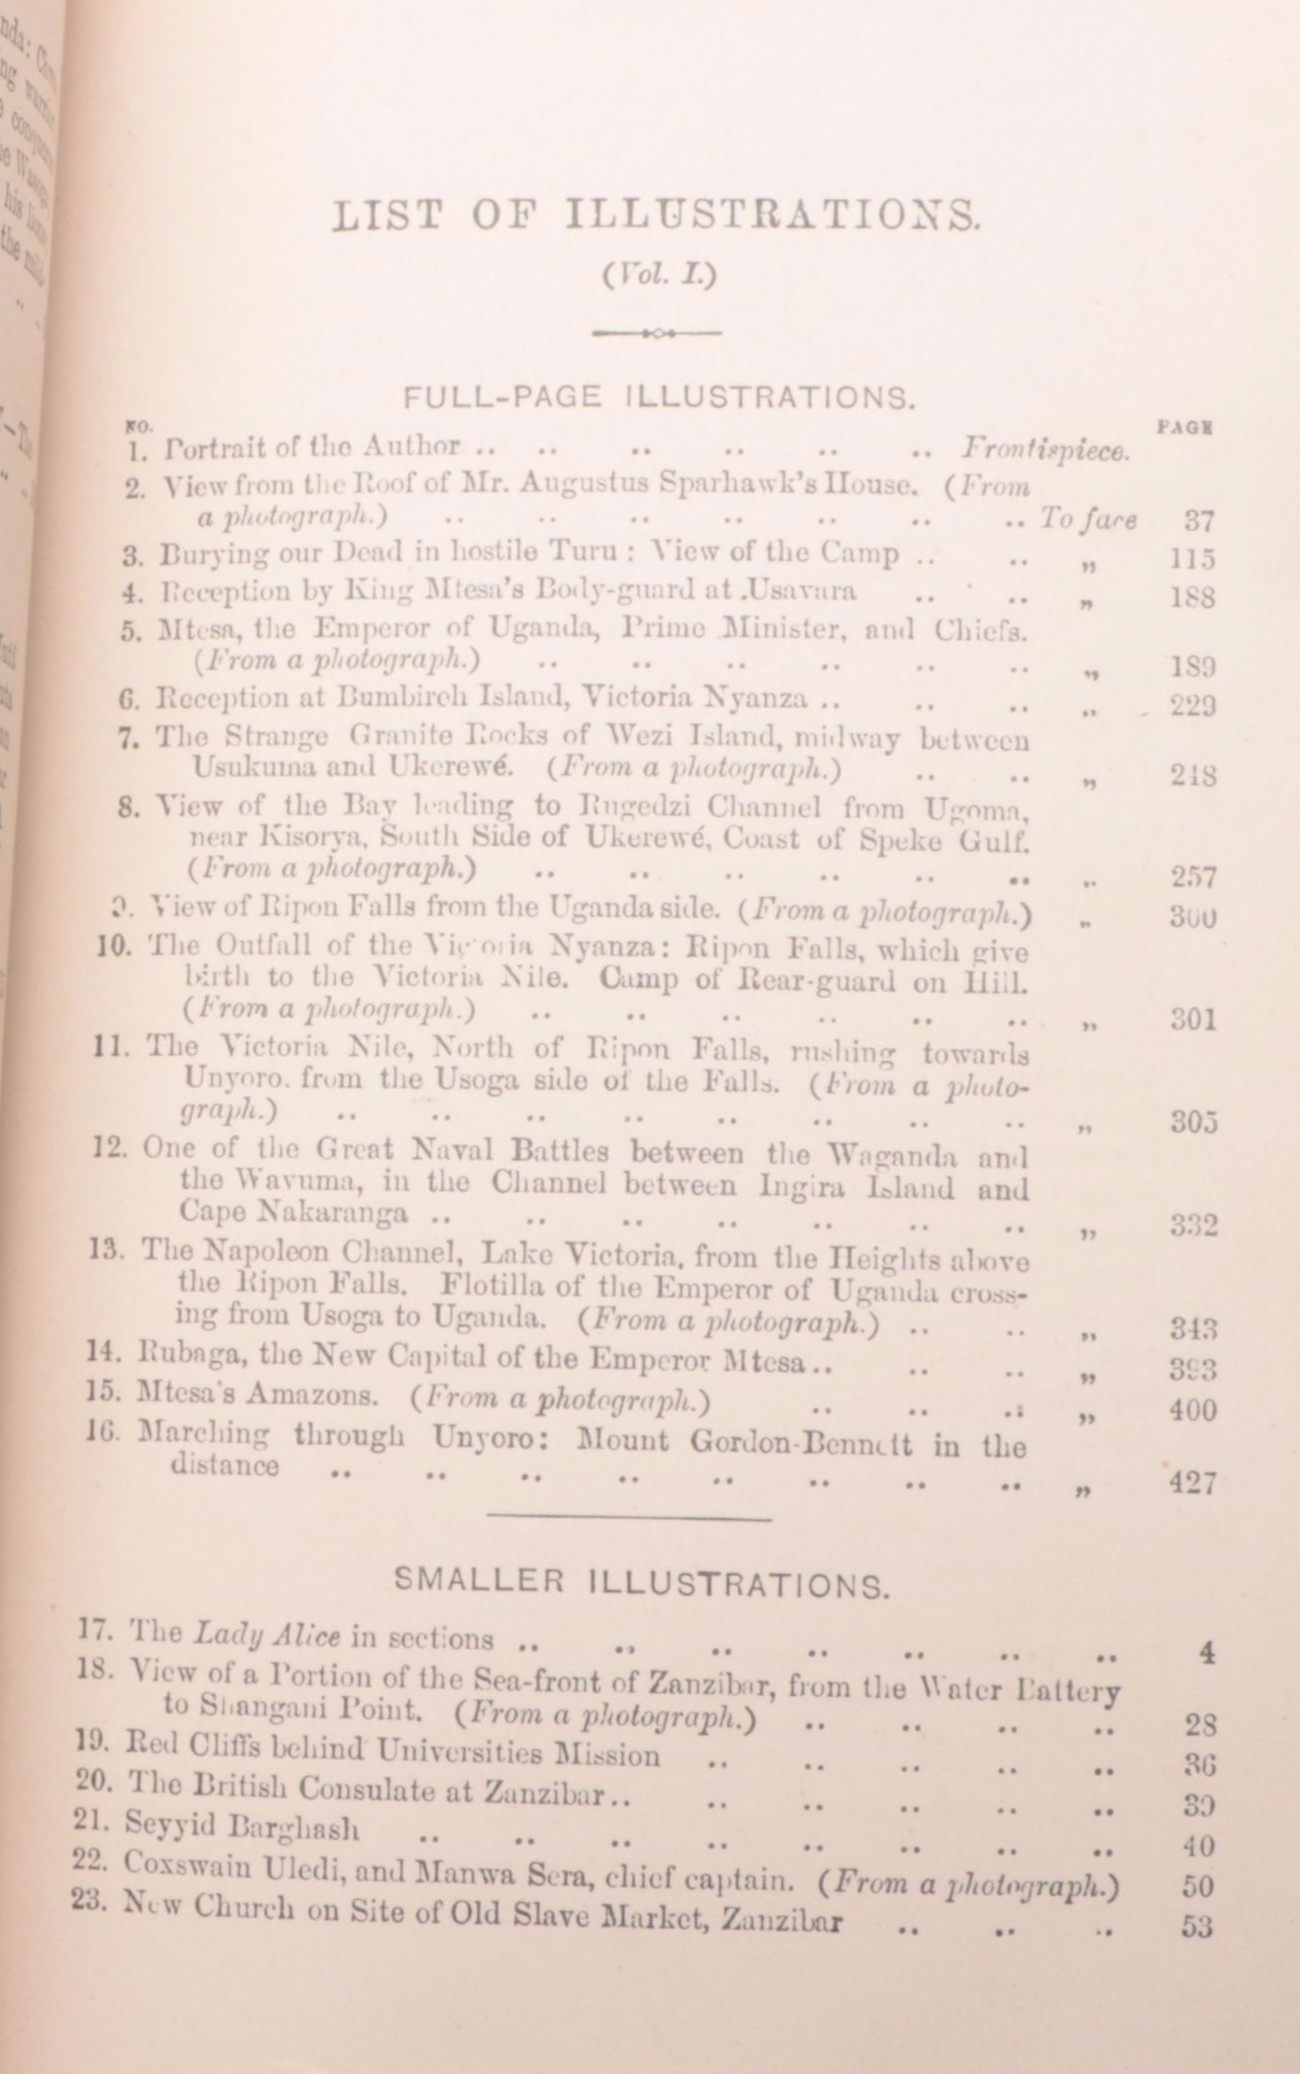 LIST OF ILLUSTRATIONS.
(Vol. I.)
FULL-PAGE ILLUSTRATIONS.
NO. PAGE
1. Portrait of the Author .. .. .. .. .. .. Frontispiece.
2. View from the Roof of Mr. Augustus Sparhawk's House. (From
a photograph.) .. .. .. .. .. .. .. To face 37
3. Burying our Dead in hostile Turu : View of the Camp .. .. „ 115
4. Reception by King Mtesa's Body-guard at Usavara .. .. „ 188
5. Mtesa, the Emperor of Uganda, Prime Minister, and Chiefs.
(From a photograph.) .. .. .. .. .. .. „ 189
6. Reception at Bumbireh Island, Victoria Nyanza .. .. .. „ 229
7. The Strange Granite Rocks of Wezi Island, midway between
Usukuma and Ukerewé. (From a photograph.) .. .. „ 248
8. View of the Bay leading to Rugedzi Channel from Ugoma,
near Kisorya, South Side of Ukerewé, Coast of Speke Gulf.
(From a photograph.) .. .. .. .. .. .. „ 257
9. View of Ripon Falls from the Uganda side. (From a photograph.) „ 300
10. The Outfall of the Victoria Nyanza: Ripon Falls, which give
birth to the Victoria Nile. Camp of Rear-guard on Hill.
(From a photograph.) .. .. .. .. .. .. „ 301
11. The Victoria Nile, North of Ripon Falls, rushing towards
Unyoro, from the Usoga side of the Falls. (From a photo-
graph.) .. .. .. .. .. .. .. .. „ 305
12. One of the Great Naval Battles between the Waganda and
the Wavuma, in the Channel between Ingira Island and
Cape Nakaranga .. .. .. .. .. .. .. „ 332
13. The Napoleon Channel, Lake Victoria, from the Heights above
the Ripon Falls. Flotilla of the Emperor of Uganda cross-
ing from Usoga to Uganda. (From a photograph.) .. .. „ 343
14. Rubaga, the New Capital of the Emperor Mtesa .. .. .. „ 393
15. Mtesa's Amazons. (From a photograph.) .. .. .. „ 400
16. Marching through Unyoro: Mount Gordon-Bennett in the
distance .. .. .. .. .. .. .. .. „ 427
SMALLER ILLUSTRATIONS.
17. The Lady Alice in sections .. .. .. .. .. .. .. 4
18. View of a Portion of the Sea-front of Zanzibar, from the Water Battery
to Shangani Point. (From a photograph.) .. .. .. .. 28
19. Red Cliffs behind Universities Mission .. .. .. .. .. 36
20. The British Consulate at Zanzibar .. .. .. .. .. .. 39
21. Seyyid Barghash .. .. .. .. .. .. .. .. 40
22. Coxswain Uledi, and Manwa Sera, chief captain. (From a photograph.) 50
23. New Church on Site of Old Slave Market, Zanzibar .. .. .. 53